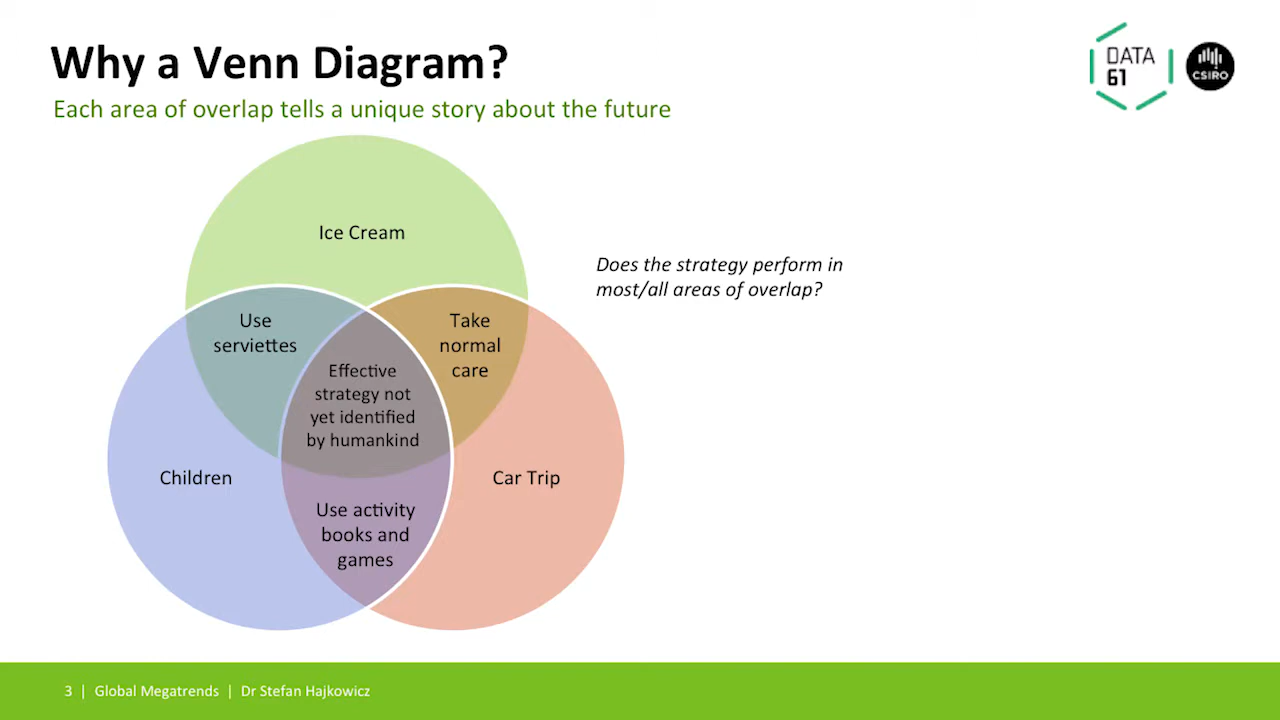 Why a Venn Diagram?
Each area of overlap tells a unique story about the future
DATA
61
CSIRO
Ice Cream
Does the strategy perform in
most/all areas of overlap?
Use
serviettes
Take
normal
care
Effective
strategy not
yet identified
by humankind
Children
Car Trip
Use activity
books and
games
3 | Global Megatrends | Dr Stefan Hajkowicz